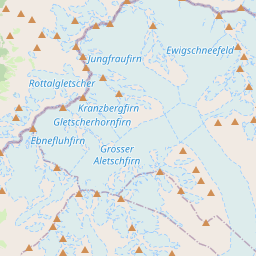 Ewigschneefeld
Jungfraufirn
Rottalgletscher
Kranzbergfirn
Gletscherhornfirn
Ebnefluhfirn
Grosser
Aletschfirn